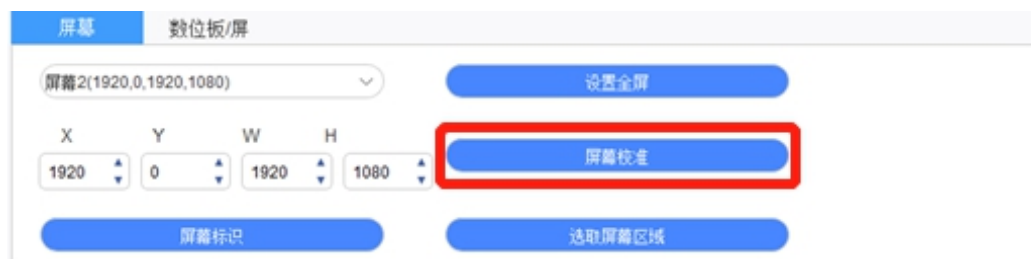 屏幕 数位板/屏
屏幕2(1920,0,1920,1080) 设置全屏
X Y W H
屏幕校准
1920 0 1920 1080
屏幕标识 选取屏幕区域